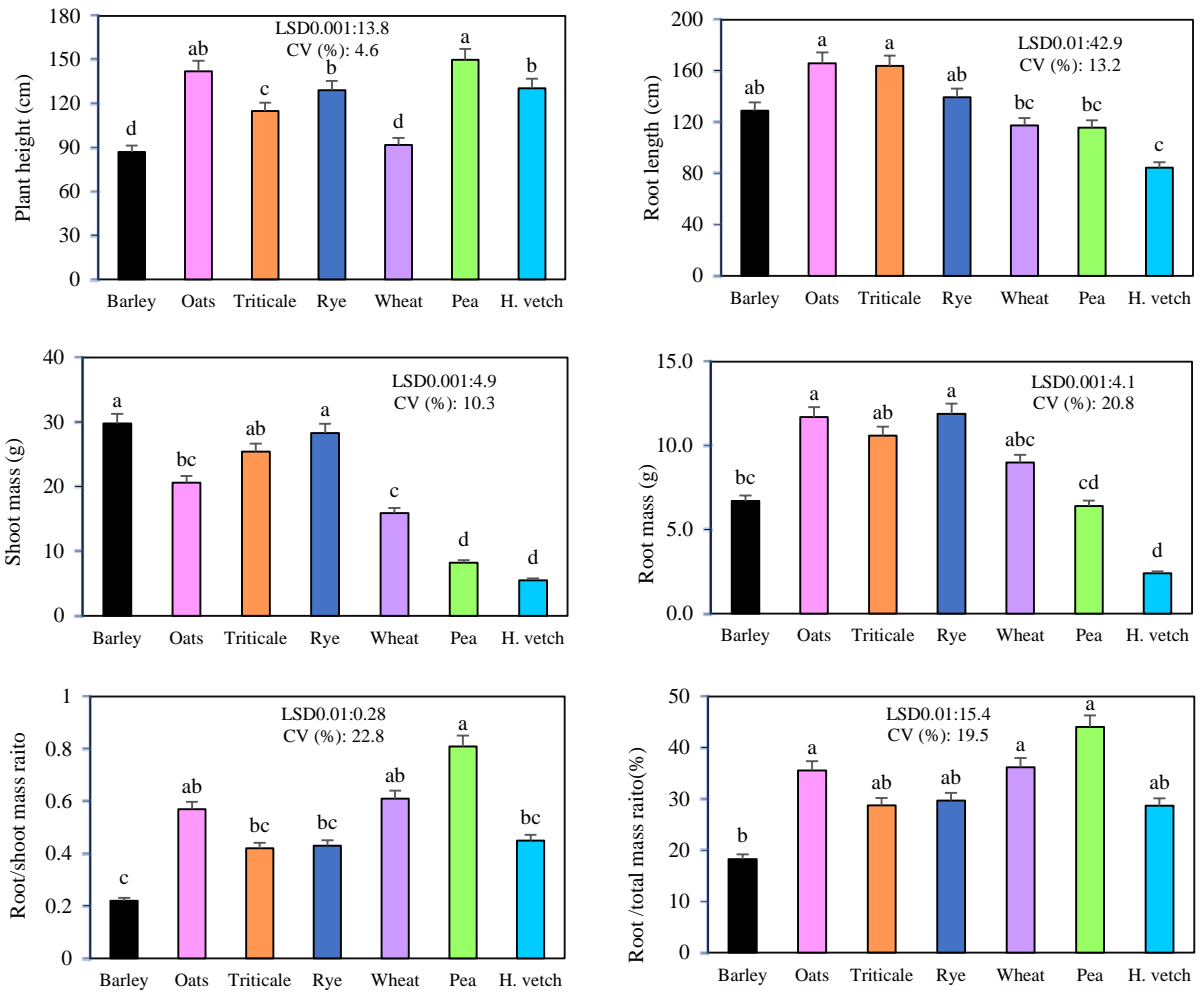 Plant height (cm)
180
150
120
90
60
30
0
LSD0.001:13.8
CV (%): 4.6
d
ab
c
b
d
a
b
Barley Oats Triticale Rye Wheat Pea H. vetch
Root length (cm)
200
160
120
80
40
0
LSD0.01:42.9
CV (%): 13.2
ab
a
a
ab
bc
bc
c
Barley Oats Triticale Rye Wheat Pea H. vetch
Shoot mass (g)
40
30
20
10
0
LSD0.001:4.9
CV (%): 10.3
a
bc
ab
a
c
d
d
Barley Oats Triticale Rye Wheat Pea H. vetch
Root mass (g)
15.0
10.0
5.0
0.0
LSD0.001:4.1
CV (%): 20.8
bc
a
ab
a
abc
cd
d
Barley Oats Triticale Rye Wheat Pea H. vetch
Root/shoot mass raito
1
0.8
0.6
0.4
0.2
0
LSD0.01:0.28
CV (%): 22.8
c
ab
bc
bc
ab
a
bc
Barley Oats Triticale Rye Wheat Pea H. vetch
Root /total mass raito(%)
50
40
30
20
10
0
LSD0.01:15.4
CV (%): 19.5
b
a
ab
ab
a
a
ab
Barley Oats Triticale Rye Wheat Pea H. vetch